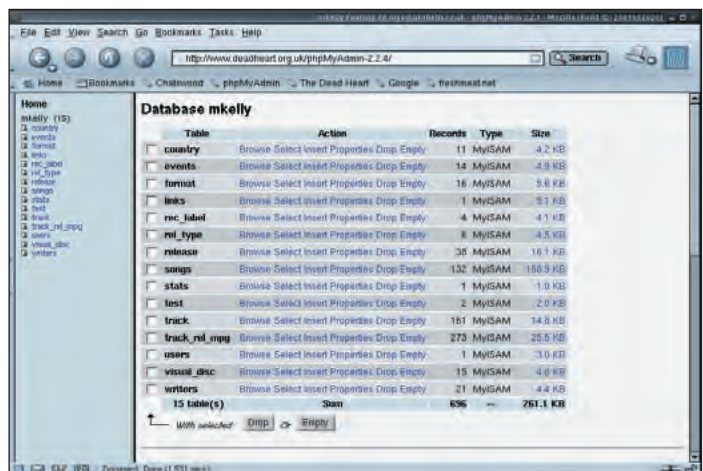 File Edit View Search Go Bookmarks Tasks Help
http://www.deadheart.org.uk/phpMyAdmin-2.2.4/
Search
Home Bookmarks Chatswood phpMyAdmin The Dead Heart Google freshmeat.net
Home
mkelly (15)
country
events
format
links
rec_label
rel_type
release
songs
stats
test
track
track_rel_mpg
users
visual_disc
writers
Database mkelly
Table Action Records Type Size
country Browse Select Insert Properties Drop Empty 11 MyISAM 4.2 KB
events Browse Select Insert Properties Drop Empty 14 MyISAM 4.9 KB
format Browse Select Insert Properties Drop Empty 16 MyISAM 5.6 KB
links Browse Select Insert Properties Drop Empty 1 MyISAM 5.1 KB
rec_label Browse Select Insert Properties Drop Empty 4 MyISAM 4.1 KB
rel_type Browse Select Insert Properties Drop Empty 6 MyISAM 4.5 KB
release Browse Select Insert Properties Drop Empty 38 MyISAM 16.1 KB
songs Browse Select Insert Properties Drop Empty 132 MyISAM 160.9 KB
stats Browse Select Insert Properties Drop Empty 1 MyISAM KB
test Browse Select Insert Properties Drop Empty 2 MyISAM 2.0 KB
track Browse Select Insert Properties Drop Empty 161 MyISAM 14.8 KB
track_rel_mpg Browse Select Insert Properties Drop Empty 273 MyISAM 25.5 KB
users Browse Select Insert Properties Drop Empty 1 MyISAM 3.0 KB
visual_disc Browse Select Insert Properties Drop Empty 15 MyISAM 4.6 KB
writers Browse Select Insert Properties Drop Empty 21 MyISAM 4.4 KB
15 table(s) Sum 696 -- 261.1 KB
With selected: Drop Or Empty
Document: Done (1.531 secs)